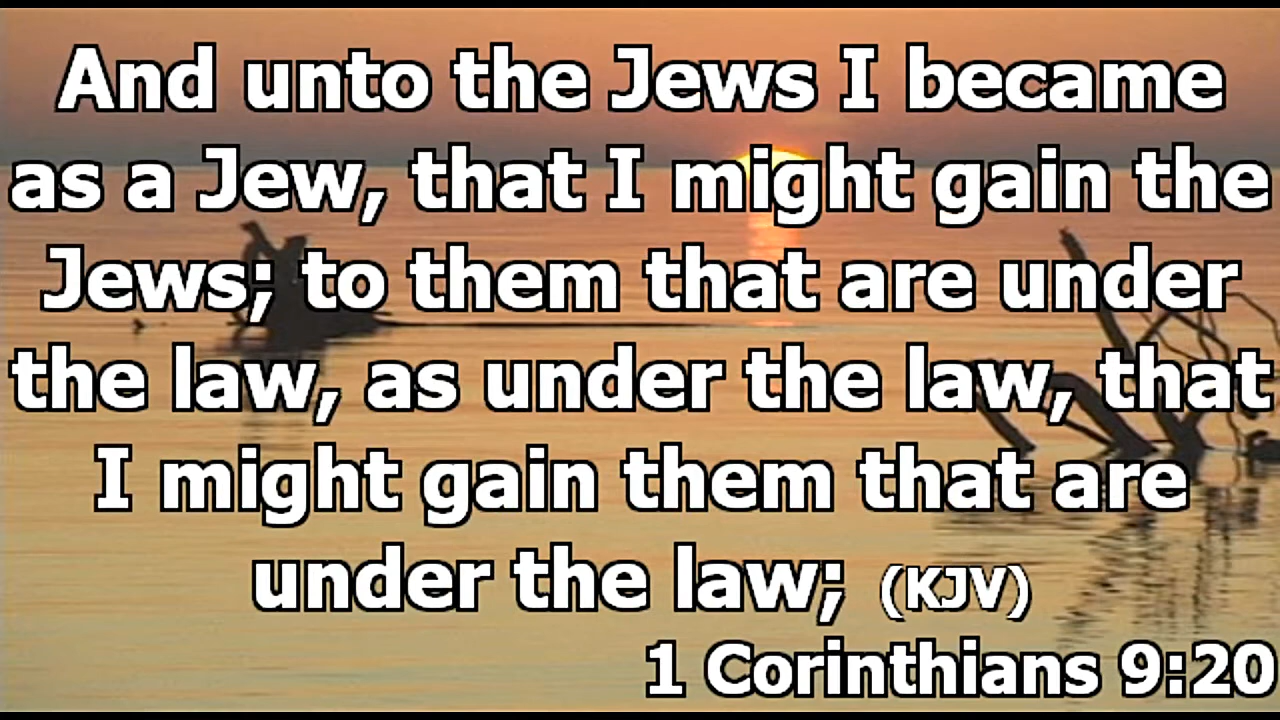 And unto the Jews I became
as a Jew, that I might gain the
Jews; to them that are under
the law, as under the law, that
I might gain them that are
under the law; (KJV)
1 Corinthians 9:20